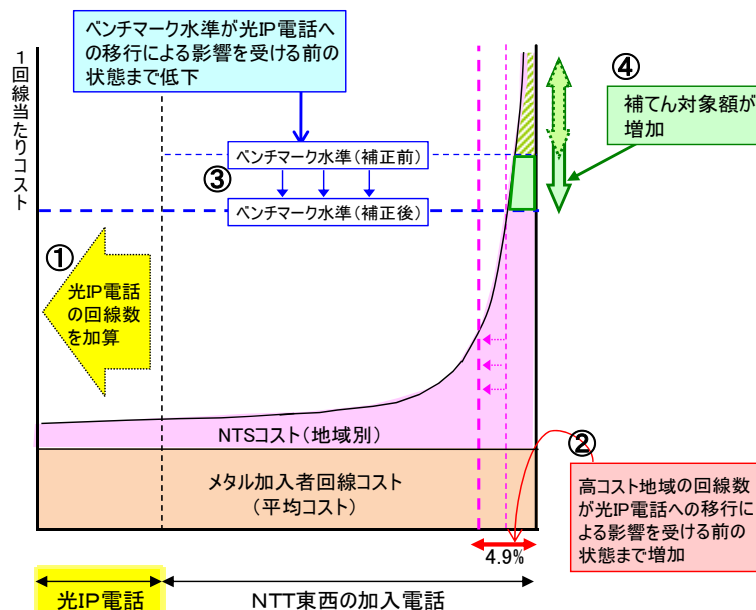 ベンチマーク水準が光IP電話へ
の移行による影響を受ける前の
状態まで低下
1回線当たりコスト
④
補てん対象額が
増加
ベンチマーク水準(補正前)
③
ベンチマーク水準(補正後)
①
光IP電話
の回線数
を加算
NTSコスト(地域別)
②
メタル加入者回線コスト
(平均コスト)
高コスト地域の回線数
が光IP電話への移行に
よる影響を受ける前の
状態まで増加
4.9%
光IP電話
NTT東西の加入電話